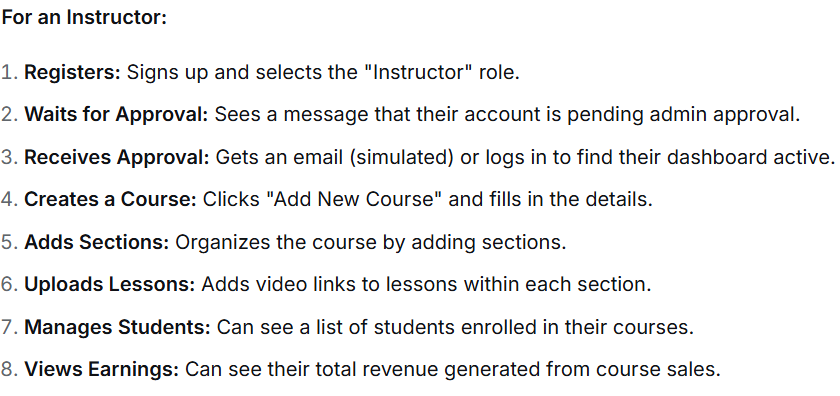 For an Instructor:
1. Registers: Signs up and selects the "Instructor" role.
2. Waits for Approval: Sees a message that their account is pending admin approval.
3. Receives Approval: Gets an email (simulated) or logs in to find their dashboard active.
4. Creates a Course: Clicks "Add New Course" and fills in the details.
5. Adds Sections: Organizes the course by adding sections.
6. Uploads Lessons: Adds video links to lessons within each section.
7. Manages Students: Can see a list of students enrolled in their courses.
8. Views Earnings: Can see their total revenue generated from course sales.